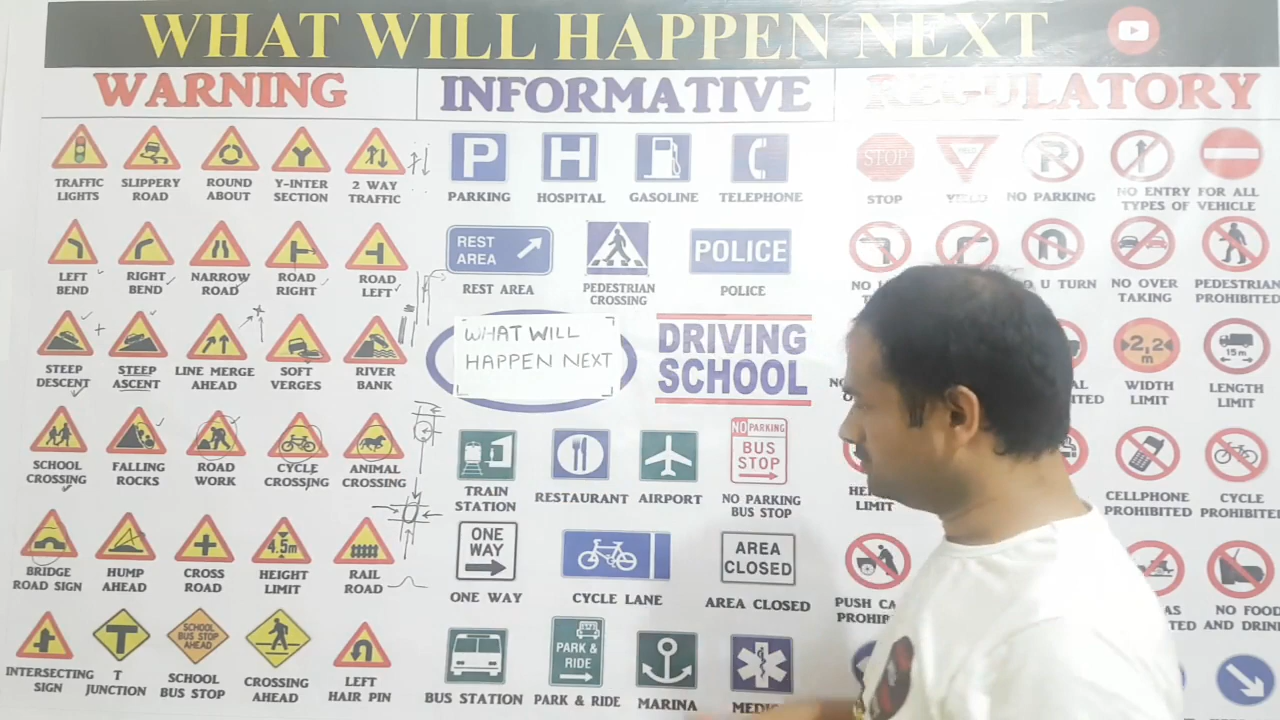 WHAT WILL HAPPEN NEXT
WARNING
INFORMATIVE
REGULATORY
TRAFFIC LIGHTS
SLIPPERY ROAD
ROUND ABOUT
Y-INTER SECTION
2 WAY TRAFFIC
P
PARKING
H
HOSPITAL
GASOLINE
TELEPHONE
STOP
STOP
YIELD
YIELD
P
NO PARKING
NO ENTRY FOR ALL
TYPES OF VEHICLE
LEFT BEND
RIGHT BEND
NARROW ROAD
ROAD RIGHT
ROAD LEFT
REST AREA
REST AREA
PEDESTRIAN CROSSING
POLICE
POLICE
U TURN
NO OVER TAKING
PEDESTRIAN PROHIBITED
STEEP DESCENT
STEEP ASCENT
LINE MERGE AHEAD
SOFT VERGES
RIVER BANK
WHAT WILL
HAPPEN NEXT
DRIVING
SCHOOL
2,2 m
WIDTH LIMIT
15 m
LENGTH LIMIT
SCHOOL CROSSING
FALLING ROCKS
ROAD WORK
CYCLE CROSSING
ANIMAL CROSSING
TRAIN STATION
RESTAURANT
AIRPORT
NO PARKING
BUS STOP
NO PARKING BUS STOP
LIMIT
CELLPHONE PROHIBITED
CYCLE PROHIBITE
BRIDGE ROAD SIGN
HUMP AHEAD
CROSS ROAD
4.5m
HEIGHT LIMIT
RAIL ROAD
ONE WAY
ONE WAY
CYCLE LANE
AREA CLOSED
AREA CLOSED
PUSH
NO FOOD AND DRIN
INTERSECTING SIGN
T JUNCTION
SCHOOL BUS STOP AHEAD
SCHOOL BUS STOP
CROSSING AHEAD
LEFT HAIR PIN
BUS STATION
PARK & RIDE
PARK & RIDE
MARINA